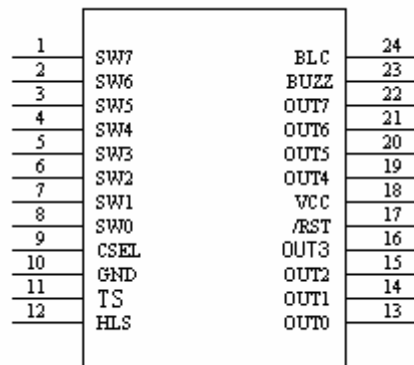 1 SW7 BLC 24
2 SW6 BUZZ 23
3 SW5 OUT7 22
4 SW4 OUT6 21
5 SW3 OUT5 20
6 SW2 OUT4 19
7 SW1 VCC 18
8 SW0 /RST 17
9 CSEL OUT3 16
10 GND OUT2 15
11 TS OUT1 14
12 HLS OUT0 13